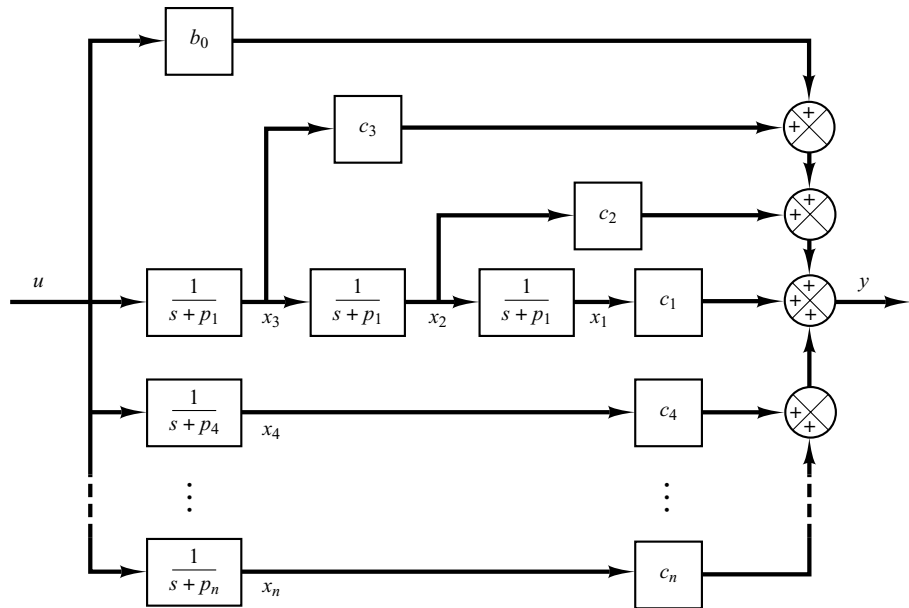 b₀
+
+
c₃
+
+
c₂
+
+
u
1
s + p₁
x₃
1
s + p₁
x₂
1
s + p₁
x₁
c₁
+
+
+
y
1
s + p₄
x₄
c₄
+
+
⋮
⋮
1
s + pₙ
xₙ
cₙ